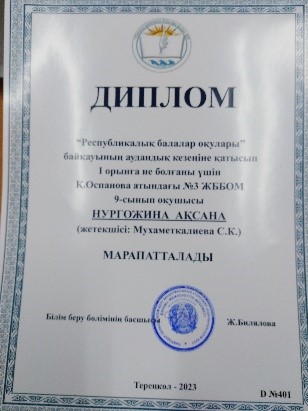 ДИПЛОМ
“Республикалық балалар оқулары”
байқауының аудандық кезеңіне қатысып
І орынға ие болғаны үшін
Қ.Оспанова атындағы №3 ЖББОМ
9-сынып оқушысы
НУРГОЖИНА АҚСАНА
(жетекшісі: Мухаметкалиева С.К.)
МАРАПАТТАЛАДЫ
Білім беру бөлімінің басшысы Ж.Билялова
Тереңкөл - 2023
D №401